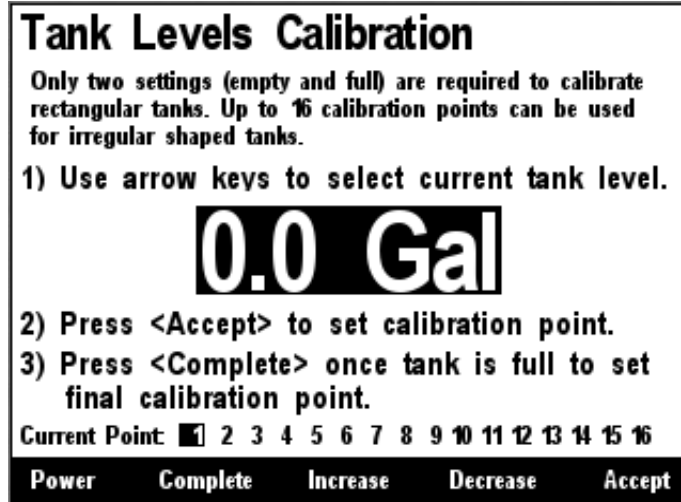 Tank Levels Calibration
Only two settings (empty and full) are required to calibrate
rectangular tanks. Up to 16 calibration points can be used
for irregular shaped tanks.
1) Use arrow keys to select current tank level.
0.0 Gal
2) Press <Accept> to set calibration point.
3) Press <Complete> once tank is full to set
final calibration point.
Current Point: 1 2 3 4 5 6 7 8 9 10 11 12 13 14 15 16
Power Complete Increase Decrease Accept